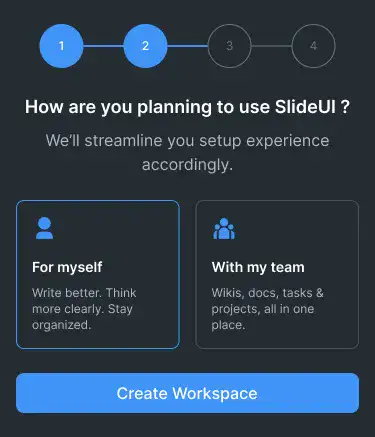 1 2 3 4
How are you planning to use SlideUI ?
We'll streamline you setup experience
accordingly.
For myself
Write better. Think
more clearly. Stay
organized.
With my team
Wikis, docs, tasks &
projects, all in one
place.
Create Workspace